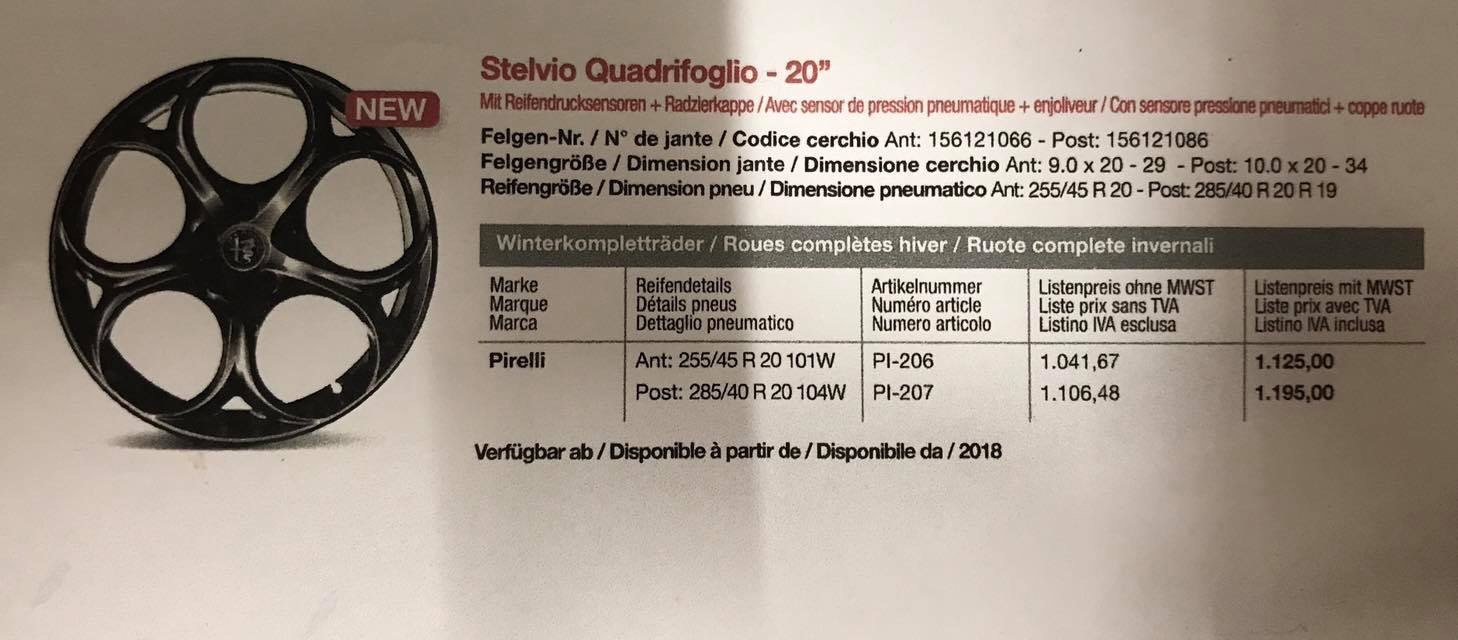 NEW
Stelvio Quadrifoglio - 20”
Mit Reifendrucksensoren + Radzierkappe / Avec sensor de pression pneumatique + enjoliveur / Con sensore pressione pneumatici + coppe ruote
Felgen-Nr. / N° de jante / Codice cerchio Ant: 156121066 - Post: 156121086
Felgengröße / Dimension jante / Dimensione cerchio Ant: 9.0 x 20 - 29 - Post: 10.0 x 20 - 34
Reifengröße / Dimension pneu / Dimensione pneumatico Ant: 255/45 R 20 - Post: 285/40 R 20 R 19
Winterkompletträder / Roues complètes hiver / Ruote complete invernali
Marke Reifendetails Artikelnummer Listenpreis ohne MWST Listenpreis mit MWST
Marque Détails pneus Numéro article Liste prix sans TVA Liste prix avec TVA
Marca Dettaglio pneumatico Numero articolo Listino IVA esclusa Listino IVA inclusa
Pirelli Ant: 255/45 R 20 101W PI-206 1.041,67 1.125,00
Post: 285/40 R 20 104W PI-207 1.106,48 1.195,00
Verfügbar ab / Disponible à partir de / Disponibile da / 2018